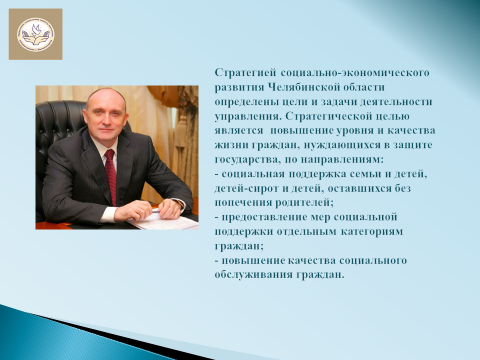 Стратегией социально-экономического
развития Челябинской области
определены цели и задачи деятельности
управления. Стратегической целью
является повышение уровня и качества
жизни граждан, нуждающихся в защите
государства, по направлениям:
- социальная поддержка семьи и детей,
детей-сирот и детей, оставшихся без
попечения родителей;
- предоставление мер социальной
поддержки отдельным категориям
граждан;
- повышение качества социального
обслуживания граждан.